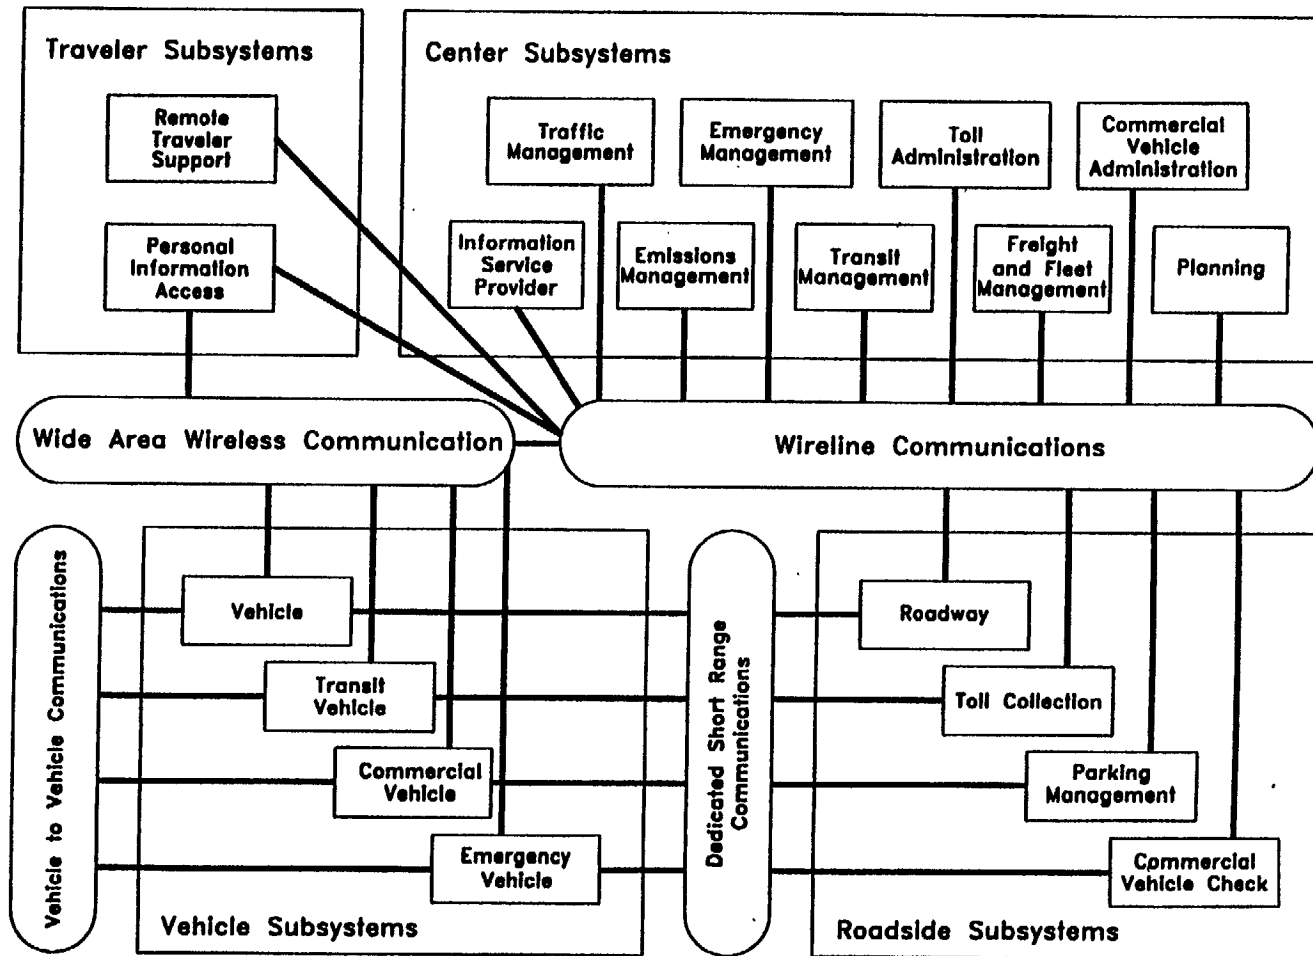 Traveler Subsystems
Remote
Traveler
Support
Personal
Information
Access
Center Subsystems
Traffic
Management
Emergency
Management
Toll
Administration
Commercial
Vehicle
Administration
Information
Service
Provider
Emissions
Management
Transit
Management
Freight
and Fleet
Management
Planning
Wide Area Wireless Communication
Wireline Communications
Vehicle to Vehicle Communications
Vehicle
Transit
Vehicle
Commercial
Vehicle
Emergency
Vehicle
Vehicle Subsystems
Dedicated Short Range
Communications
Roadway
Toll Collection
Parking
Management
Commercial
Vehicle Check
Roadside Subsystems